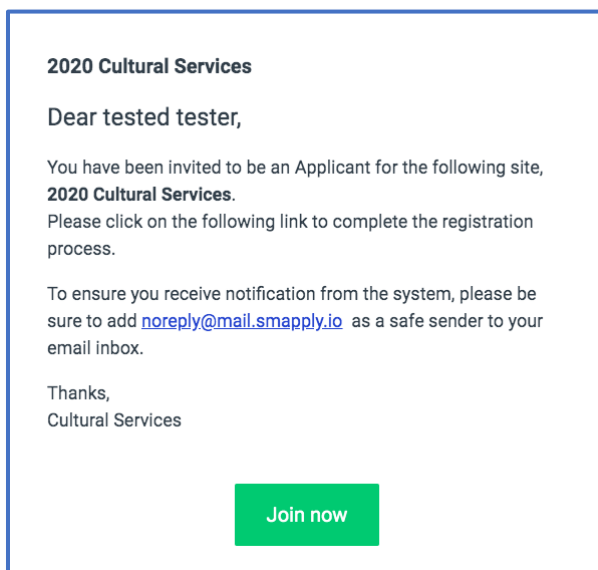 2020 Cultural Services
Dear tested tester,
You have been invited to be an Applicant for the following site,
2020 Cultural Services.
Please click on the following link to complete the registration
process.
To ensure you receive notification from the system, please be
sure to add noreply@mail.smapply.io as a safe sender to your
email inbox.
Thanks,
Cultural Services
Join now